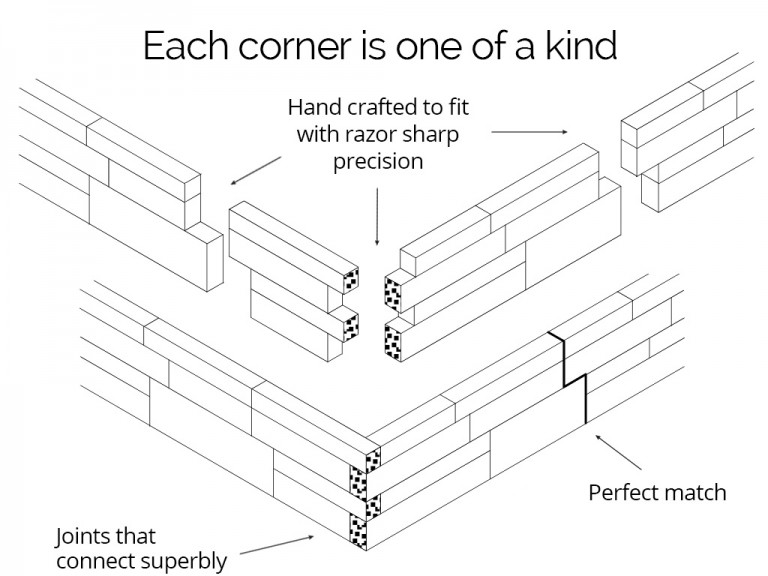 Each corner is one of a kind
Hand crafted to fit
with razor sharp
precision
Perfect match
Joints that
connect superbly